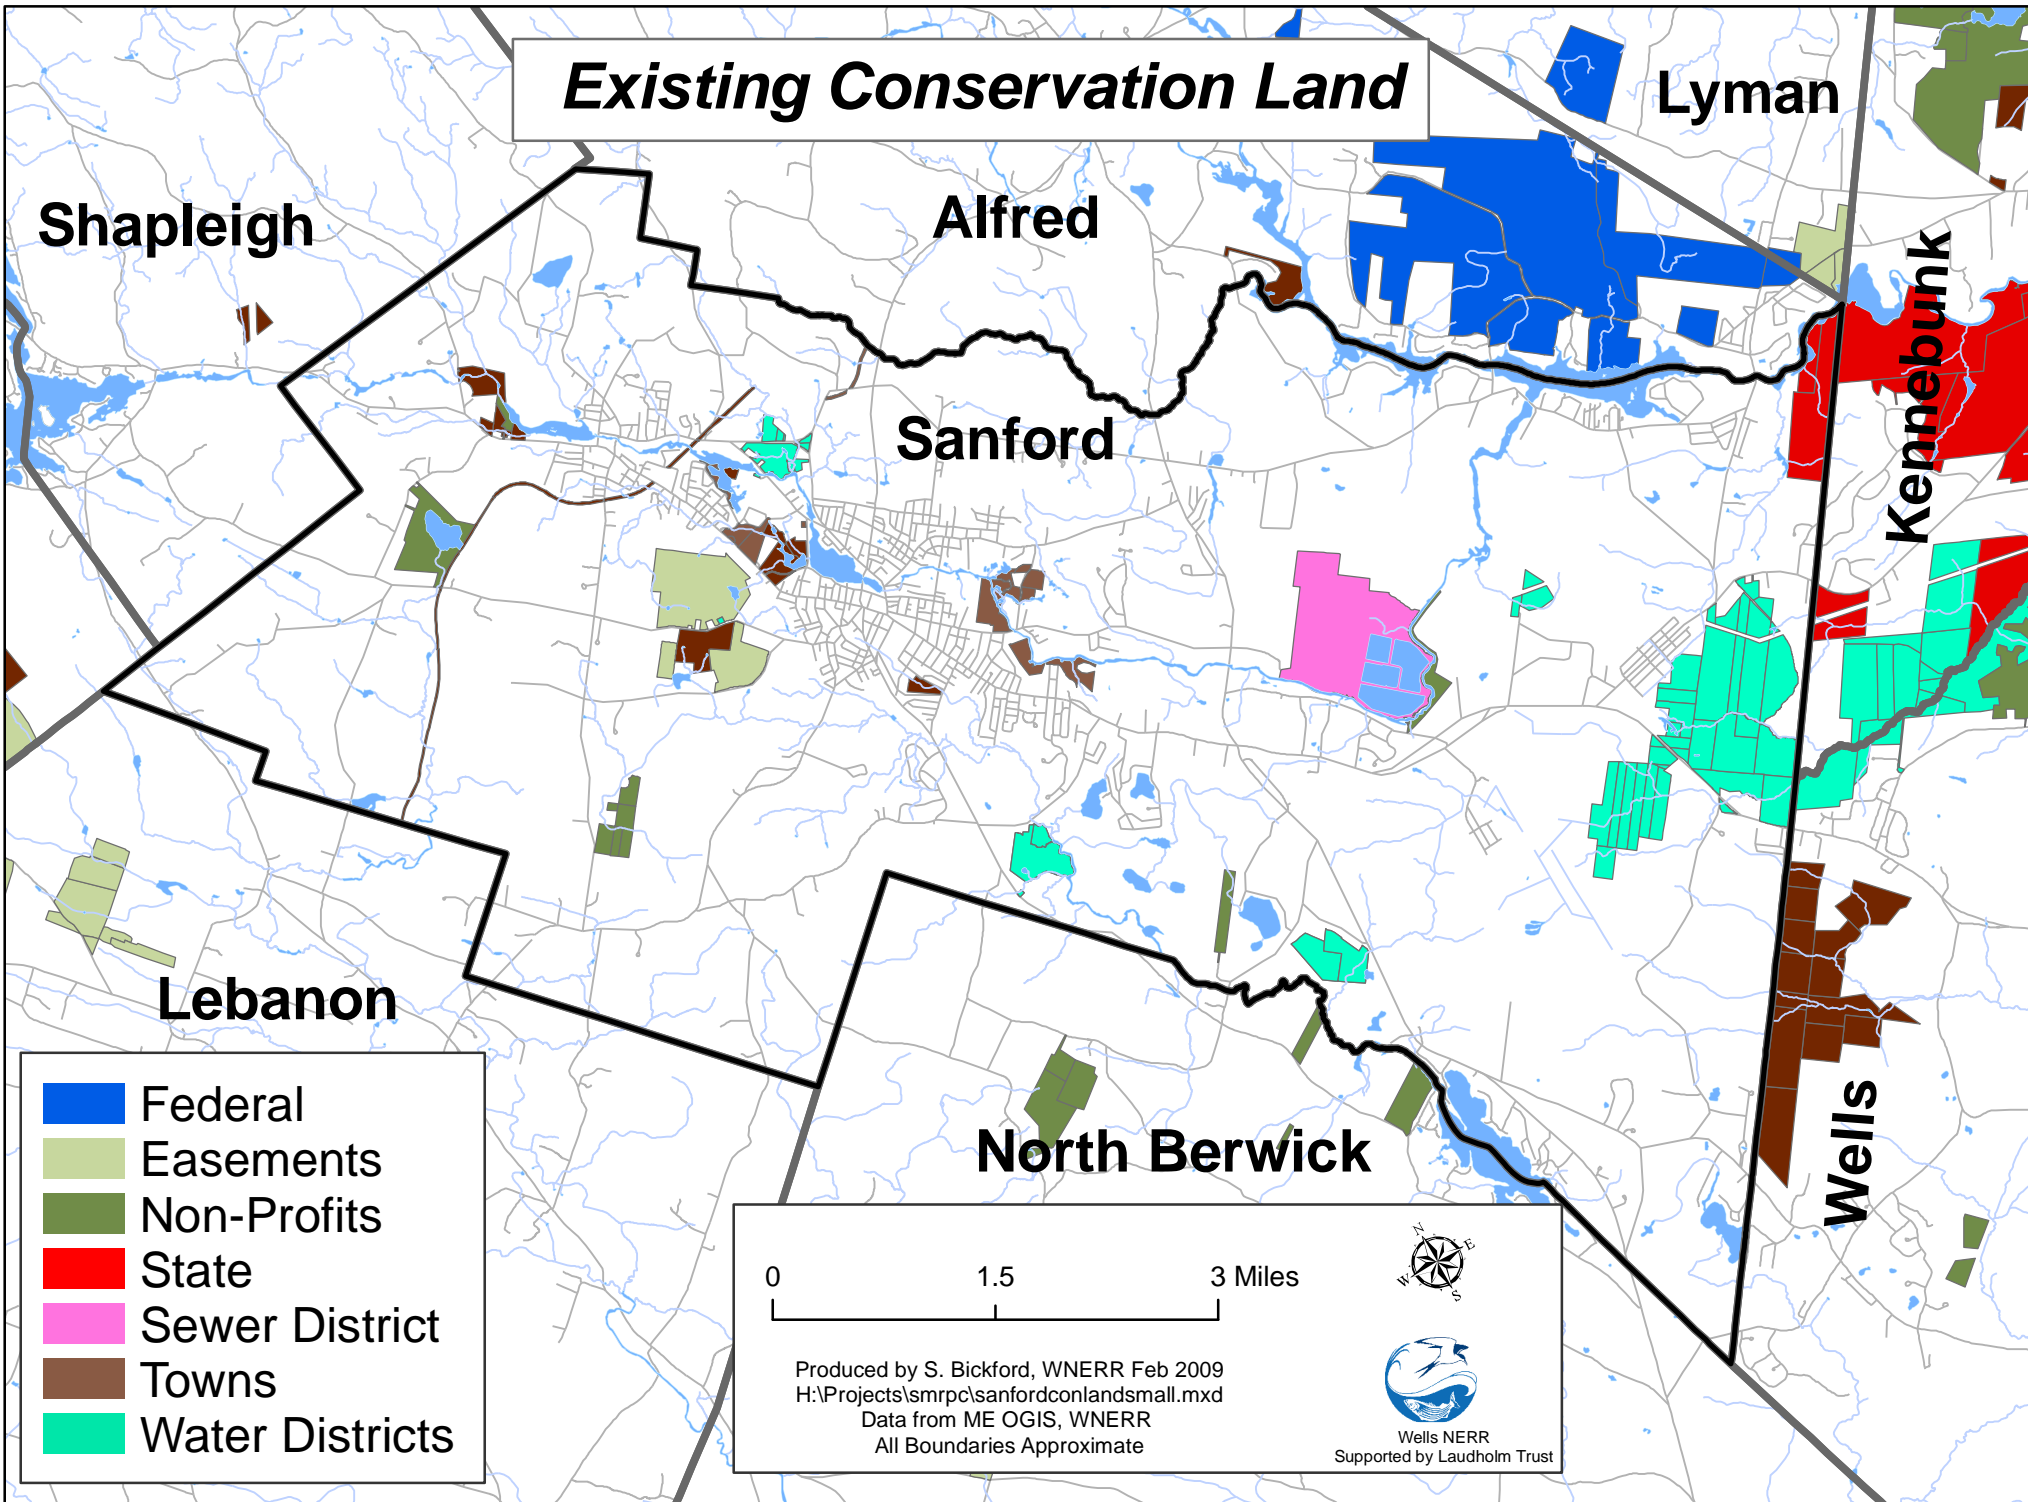 Existing Conservation Land
Lyman
Shapleigh
Alfred
Kennebunk
Sanford
Lebanon
North Berwick
Wells
Federal
Easements
Non-Profits
State
Sewer District
Towns
Water Districts
0 1.5 3 Miles
N
E
W
S
Produced by S. Bickford, WNERR Feb 2009
H:\Projects\smrpc\sanfordconlandsmall.mxd
Data from ME OGIS, WNERR
All Boundaries Approximate
Wells NERR
Supported by Laudholm Trust